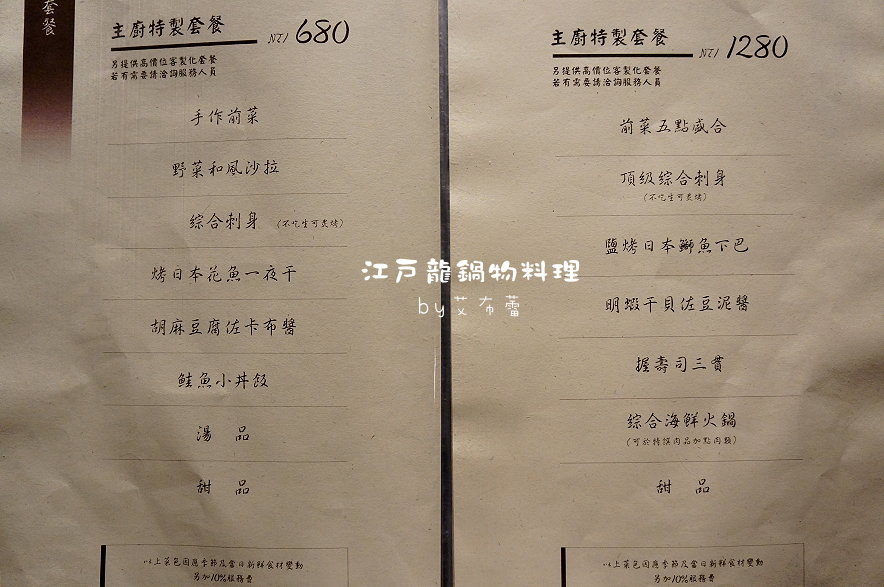 套餐
主廚特製套餐 NT/ 680
另提供高價位客製化套餐
若有需要請洽詢服務人員
手作前菜
野菜和風沙拉
綜合刺身 (不吃生可炙烤)
烤日本花魚一夜干
胡麻豆腐佐卡布醬
鮭魚小丼飯
湯 品
甜 品
以上菜色因應季節及當日新鮮食材變動
另加10%服務費
主廚特製套餐 NT/ 1280
另提供高價位客製化套餐
若有需要請洽詢服務人員
前菜五點盛合
頂級綜合刺身
(不吃生可炙烤)
鹽烤日本鰤魚下巴
明蝦干貝佐豆泥醬
握壽司三貫
綜合海鮮火鍋
(可於特撰肉品加點肉類)
甜 品
以上菜色因應季節及當日新鮮食材變動
另加10%服務費
江戶龍鍋物料理
by艾布蕾